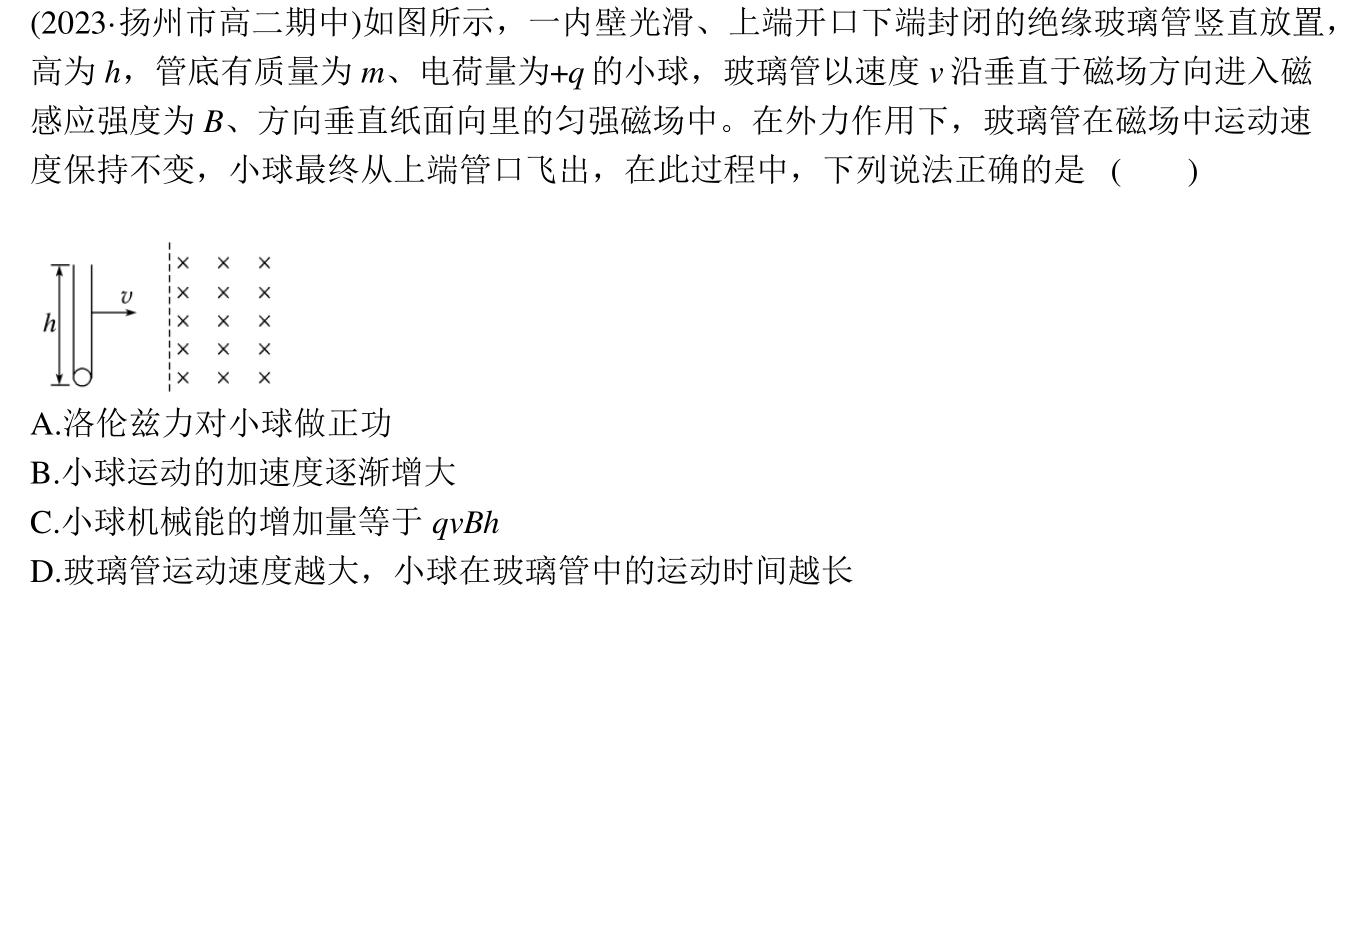 (2023·扬州市高二期中)如图所示，一内壁光滑、上端开口下端封闭的绝缘玻璃管竖直放置，
高为 h，管底有质量为 m、电荷量为+q 的小球，玻璃管以速度 v 沿垂直于磁场方向进入磁
感应强度为 B、方向垂直纸面向里的匀强磁场中。在外力作用下，玻璃管在磁场中运动速
度保持不变，小球最终从上端管口飞出，在此过程中，下列说法正确的是 (  )
× × ×
v × × ×
h × × ×
× × ×
× × ×
A.洛伦兹力对小球做正功
B.小球运动的加速度逐渐增大
C.小球机械能的增加量等于 qvBh
D.玻璃管运动速度越大，小球在玻璃管中的运动时间越长